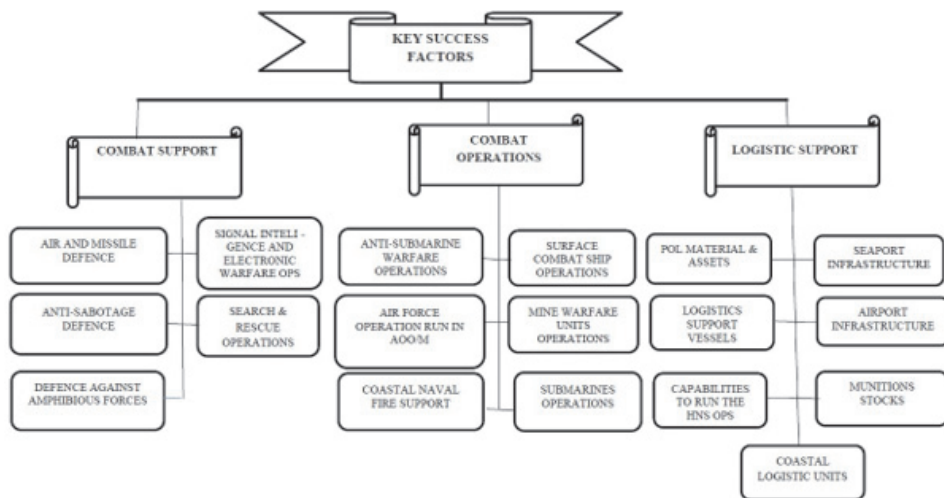 KEY SUCCESS
FACTORS
COMBAT SUPPORT
COMBAT
OPERATIONS
LOGISTIC SUPPORT
AIR AND MISSILE
DEFENCE
SIGNAL INTELI -
GENCE AND
ELECTRONIC
WARFARE OPS
ANTI-SABOTAGE
DEFENCE
SEARCH &
RESCUE
OPERATIONS
DEFENCE AGAINST
AMPHIBIOUS FORCES
ANTI-SUBMARINE
WARFARE
OPERATIONS
SURFACE
COMBAT SHIP
OPERATIONS
AIR FORCE
OPERATION RUN IN
AOO/M
MINE WARFARE
UNITS
OPERATIONS
COASTAL NAVAL
FIRE SUPPORT
SUBMARINES
OPERATIONS
POL MATERIAL &
ASSETS
SEAPORT
INFRASTRUCTURE
LOGISTICS
SUPPORT
VESSELS
AIRPORT
INFRASTRUCTURE
CAPABILITIES
TO RUN THE
HNS OPS
MUNITIONS
STOCKS
COASTAL
LOGISTIC UNITS